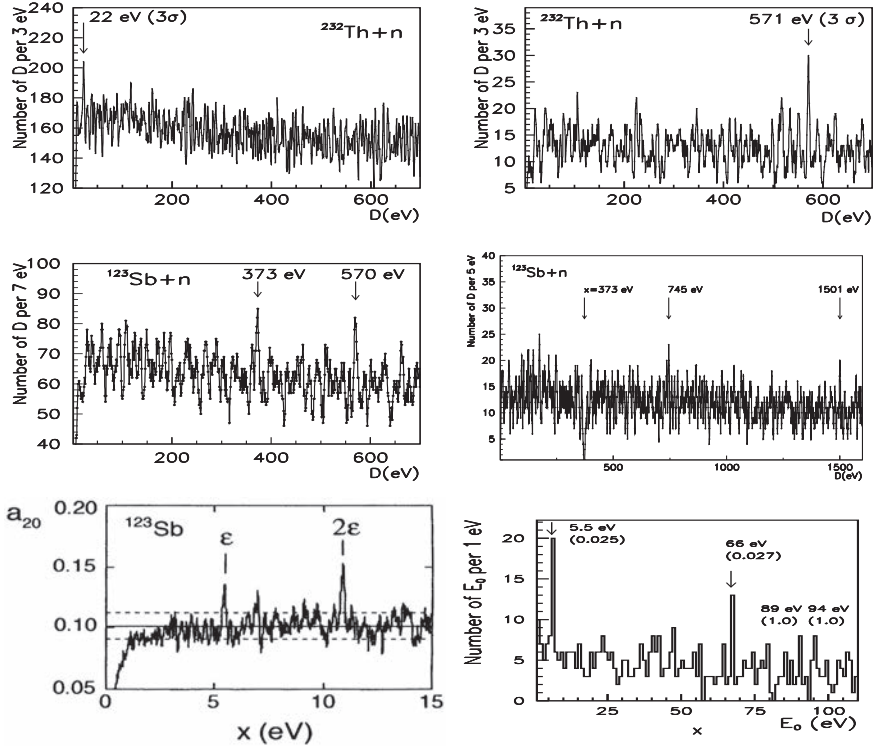 240
220
200
180
160
140
120
Number of D per 3 eV
22 eV (3σ)
²³²Th+n
200
400
600
D(eV)
40
35
30
25
20
15
10
5
Number of D per 3 eV
²³²Th+n
571 eV (3 σ)
200
400
600
D(eV)
100
90
80
70
60
50
40
Number of D per 7 eV
¹²³Sb+n
373 eV
570 eV
200
400
600
D(eV)
40
35
30
25
20
15
10
5
Number of D per 5 eV
¹²³Sb+n
x=373 eV
745 eV
1501 eV
500
1000
1500
D(eV)
a₂₀
0.20
0.15
0.10
0.05
¹²³Sb
ε
2ε
0
5
10
15
x (eV)
20
15
10
5
0
Number of E₀ per 1 eV
5.5 eV
(0.025)
66 eV
(0.027)
89 eV 94 eV
(1.0) (1.0)
25
50
75
100
x
E₀ (eV)